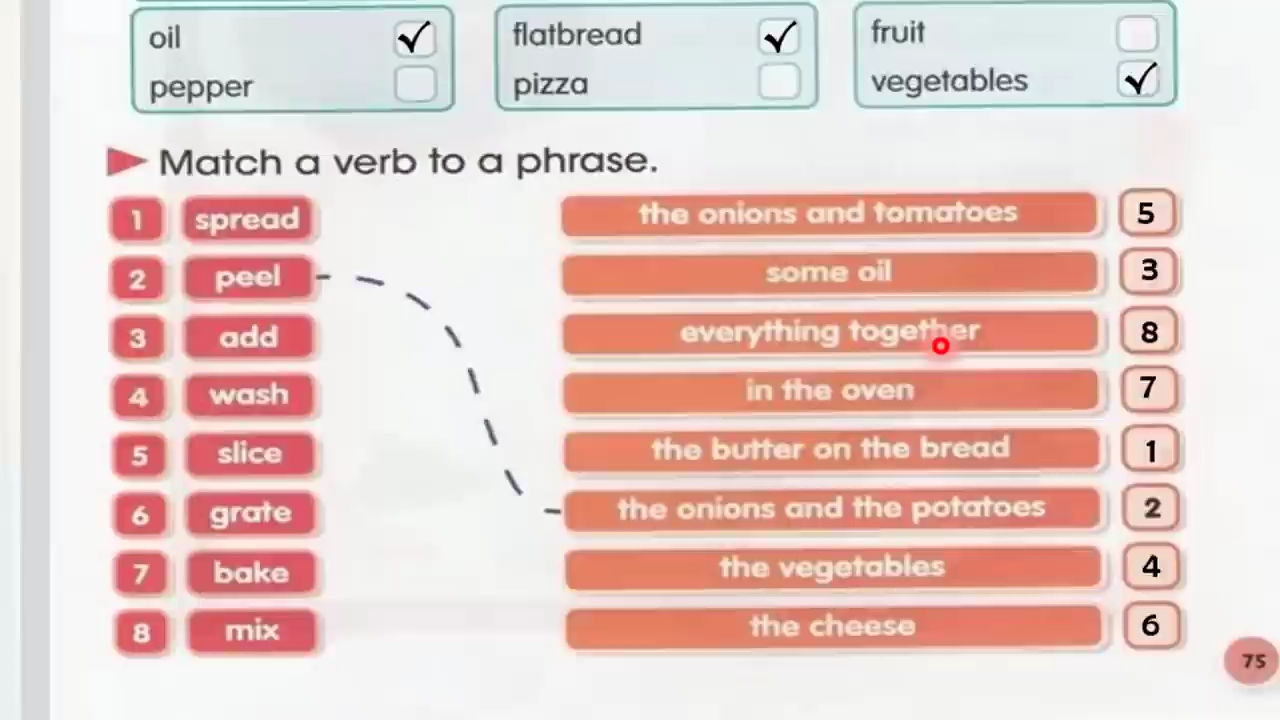 oil ✓ flatbread ✓ fruit
pepper pizza vegetables ✓
Match a verb to a phrase.
1 spread the onions and tomatoes 5
2 peel some oil 3
3 add everything together 8
4 wash in the oven 7
5 slice the butter on the bread 1
6 grate the onions and the potatoes 2
7 bake the vegetables 4
8 mix the cheese 6
75